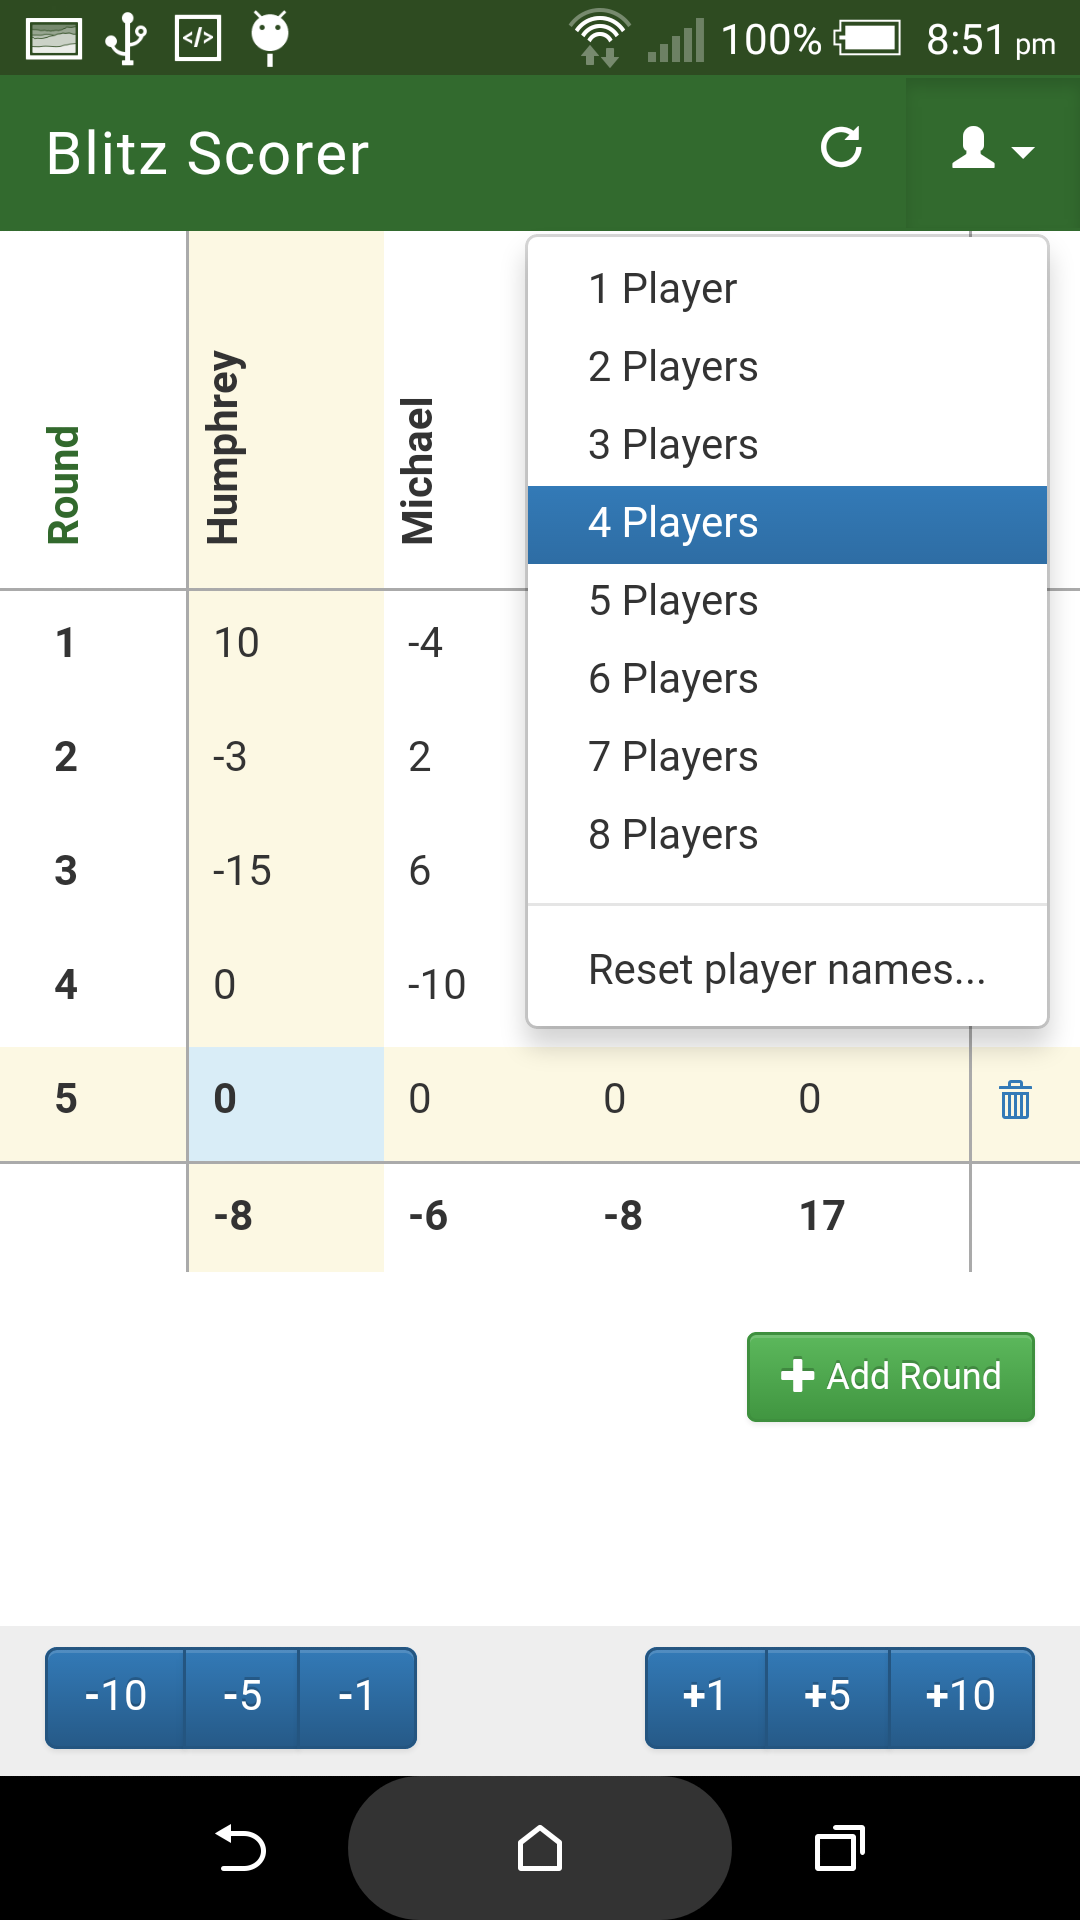 100% 8:51 pm
Blitz Scorer
Round Humphrey Michael
1 Player
2 Players
3 Players
4 Players
5 Players
6 Players
7 Players
8 Players
Reset player names...
1 10 -4
2 -3 2
3 -15 6
4 0 -10
5 0 0 0 0
-8 -6 -8 17
Add Round
-10 -5 -1 +1 +5 +10